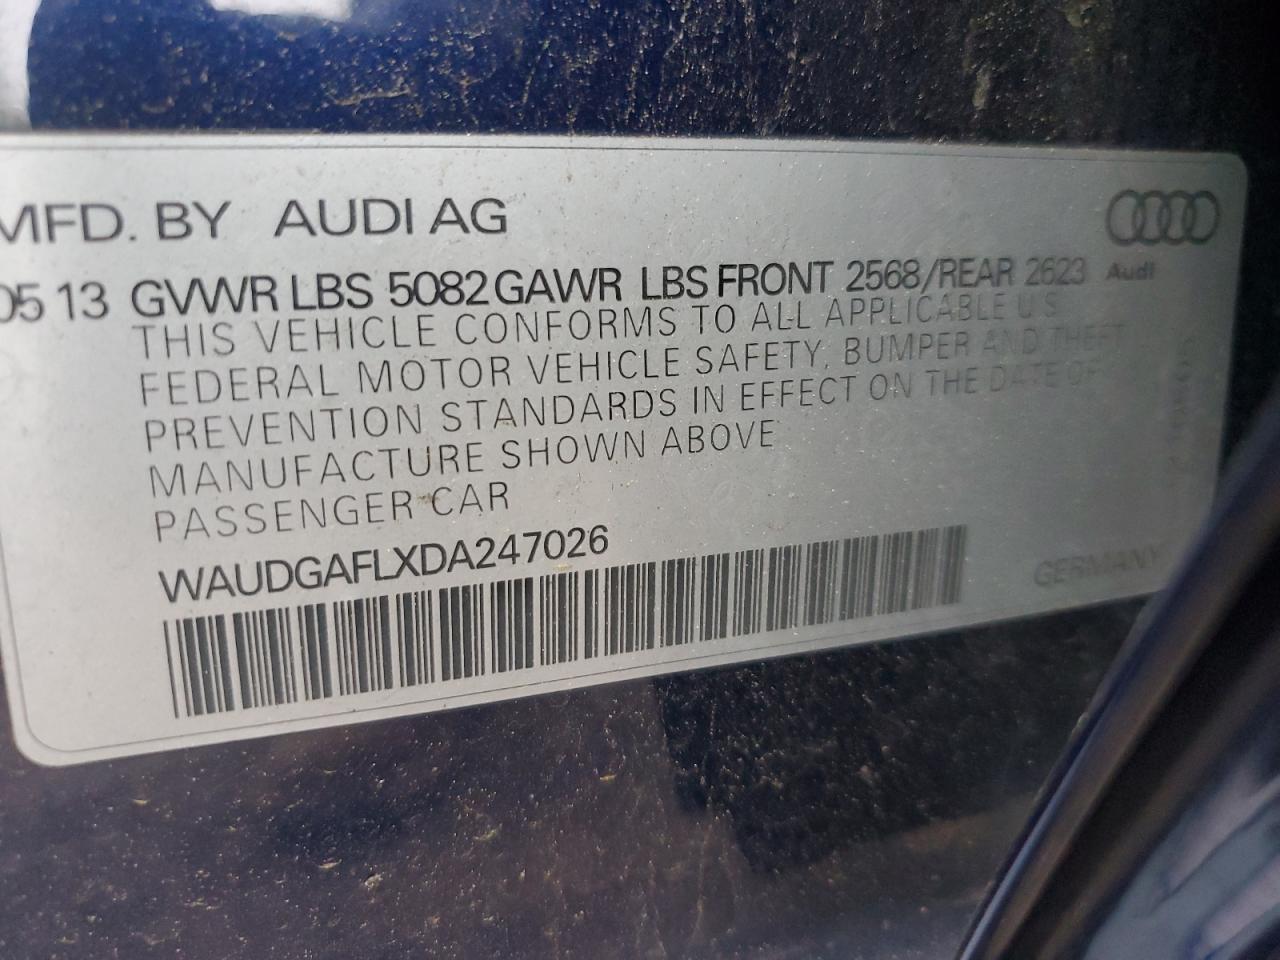 MFD. BY AUDI AG
05 13 GVWR LBS 5082 GAWR LBS FRONT 2568/REAR 2623
Audi
THIS VEHICLE CONFORMS TO ALL APPLICABLE U S
FEDERAL MOTOR VEHICLE SAFETY, BUMPER AND THEFT
PREVENTION STANDARDS IN EFFECT ON THE DATE OF
MANUFACTURE SHOWN ABOVE
PASSENGER CAR
WAUDGAFLXDA247026
GERMANY